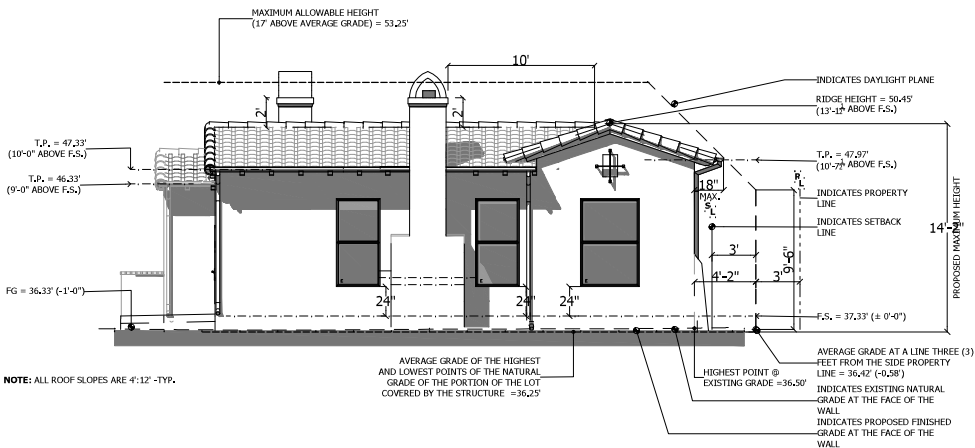 MAXIMUM ALLOWABLE HEIGHT
(17' ABOVE AVERAGE GRADE) = 53.25'
10'
INDICATES DAYLIGHT PLANE
2'
2'
RIDGE HEIGHT = 50.45'
ABOVE F.S.)
T.P. = 47.33'
(10'-0" ABOVE F.S.)
T.P. = 47.97'
ABOVE F.S.)
T.P. = 46.33'
(9'-0" ABOVE F.S.)
18"
MAX.
S
L
P
L
INDICATES PROPERTY
LINE
INDICATES SETBACK
LINE
14'-2"
PROPOSED MAXIMUM HEIGHT
3'
9'-6"
4'-2"
3'
FG = 36.33' (-1'-0")
24"
24"
24"
F.S. = 37.33' (± 0'-0")
AVERAGE GRADE OF THE HIGHEST
AND LOWEST POINTS OF THE NATURAL
GRADE OF THE PORTION OF THE LOT
COVERED BY THE STRUCTURE =36.25'
HIGHEST POINT @
EXISTING GRADE =36.50'
AVERAGE GRADE AT A LINE THREE (3)
FEET FROM THE SIDE PROPERTY
LINE = 36.42' (-0.58')
INDICATES EXISTING NATURAL
GRADE AT THE FACE OF THE
WALL
INDICATES PROPOSED FINISHED
GRADE AT THE FACE OF THE
WALL
NOTE: ALL ROOF SLOPES ARE 4':12' -TYP.